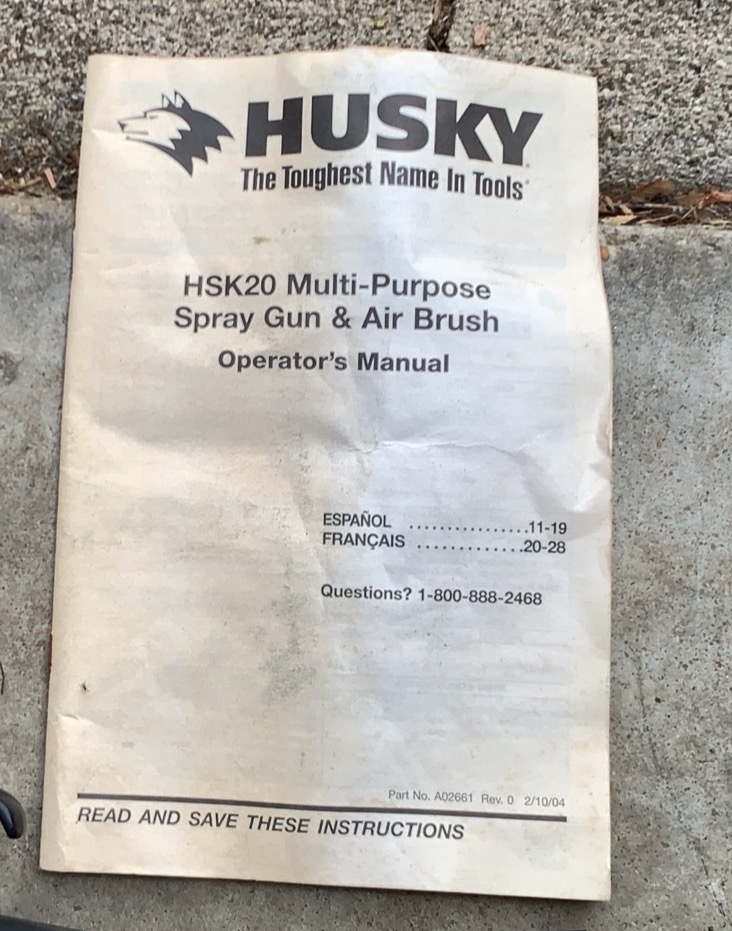 HUSKY
The Toughest Name In Tools
HSK20 Multi-Purpose
Spray Gun & Air Brush
Operator's Manual
ESPAÑOL ................11-19
FRANÇAIS .............20-28
Questions? 1-800-888-2468
Part No. A02661 Rev. 0 2/10/04
READ AND SAVE THESE INSTRUCTIONS